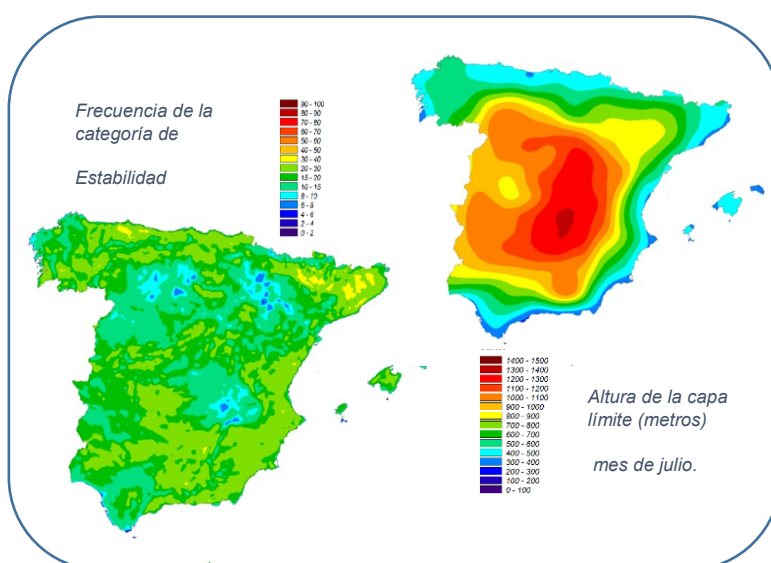 Frecuencia de la
categoría de
Estabilidad
90 - 100
80 - 90
70 - 80
60 - 70
50 - 60
40 - 50
30 - 40
20 - 30
15 - 20
10 - 15
8 - 10
6 - 8
4 - 6
2 - 4
0 - 2
1400 - 1500
1300 - 1400
1200 - 1300
1100 - 1200
1000 - 1100
900 - 1000
800 - 900
700 - 800
600 - 700
500 - 600
400 - 500
300 - 400
200 - 300
100 - 200
0 - 100
Altura de la capa
límite (metros)
mes de julio.